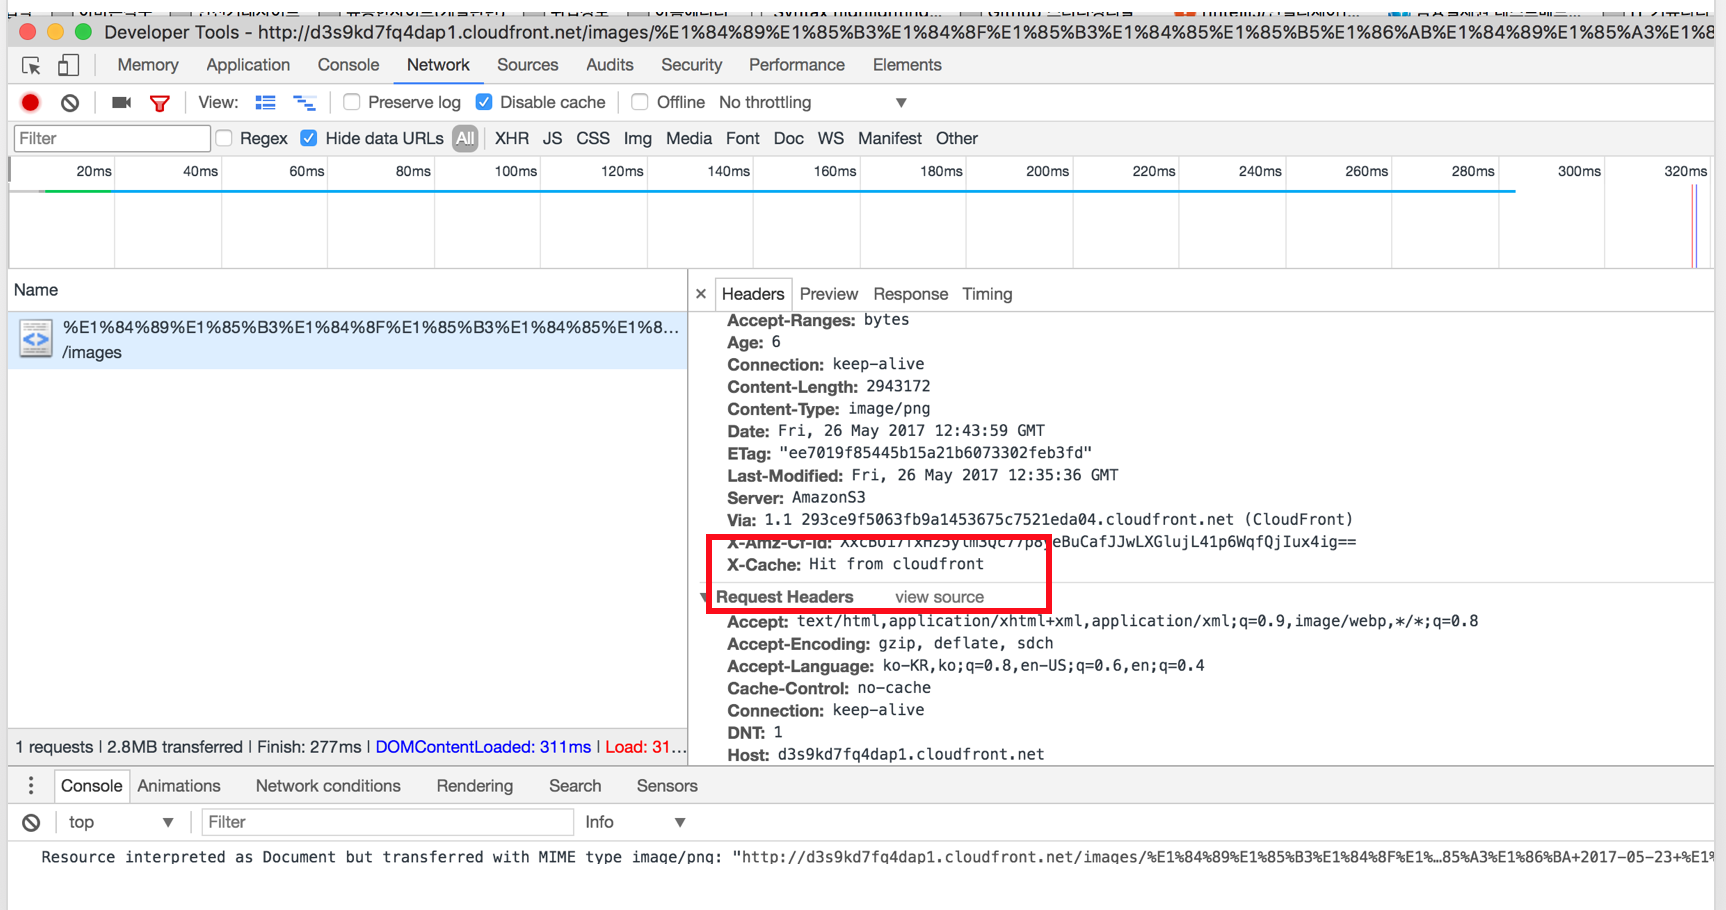 Developer Tools - http://d3s9kd7fq4dap1.cloudfront.net/images/%E1%84%89%E1%85%B3%E1%84%8F%E1%85%B3%E1%84%85%E1%85%B5%E1%86%AB%E1%84%89%E1%85%A3%E1%8
Memory Application Console Network Sources Audits Security Performance Elements
View: Preserve log Disable cache Offline No throttling
Filter Regex Hide data URLs All XHR JS CSS Img Media Font Doc WS Manifest Other
20ms 40ms 60ms 80ms 100ms 120ms 140ms 160ms 180ms 200ms 220ms 240ms 260ms 280ms 300ms 320ms
Name
%E1%84%89%E1%85%B3%E1%84%8F%E1%85%B3%E1%84%85%E1%8...
/images
1 requests | 2.8MB transferred | Finish: 277ms | DOMContentLoaded: 311ms | Load: 31...
× Headers Preview Response Timing
Accept-Ranges: bytes
Age: 6
Connection: keep-alive
Content-Length: 2943172
Content-Type: image/png
Date: Fri, 26 May 2017 12:43:59 GMT
ETag: "ee7019f85445b15a21b6073302feb3fd"
Last-Modified: Fri, 26 May 2017 12:35:36 GMT
Server: AmazonS3
Via: 1.1 293ce9f5063fb9a1453675c7521eda04.cloudfront.net (CloudFront)
X-Amz-Cf-Id:
X-Cache: Hit from cloudfront
Request Headers view source
Accept: text/html,application/xhtml+xml,application/xml;q=0.9,image/webp,*/*;q=0.8
Accept-Encoding: gzip, deflate, sdch
Accept-Language: ko-KR,ko;q=0.8,en-US;q=0.6,en;q=0.4
Cache-Control: no-cache
Connection: keep-alive
DNT: 1
Host: d3s9kd7fq4dap1.cloudfront.net
Console Animations Network conditions Rendering Search Sensors
top Filter Info
Resource interpreted as Document but transferred with MIME type image/png: "http://d3s9kd7fq4dap1.cloudfront.net/images/%E1%84%89%E1%85%B3%E1%84%8F%E1%…85%A3%E1%86%BA+2017-05-23+%E1%